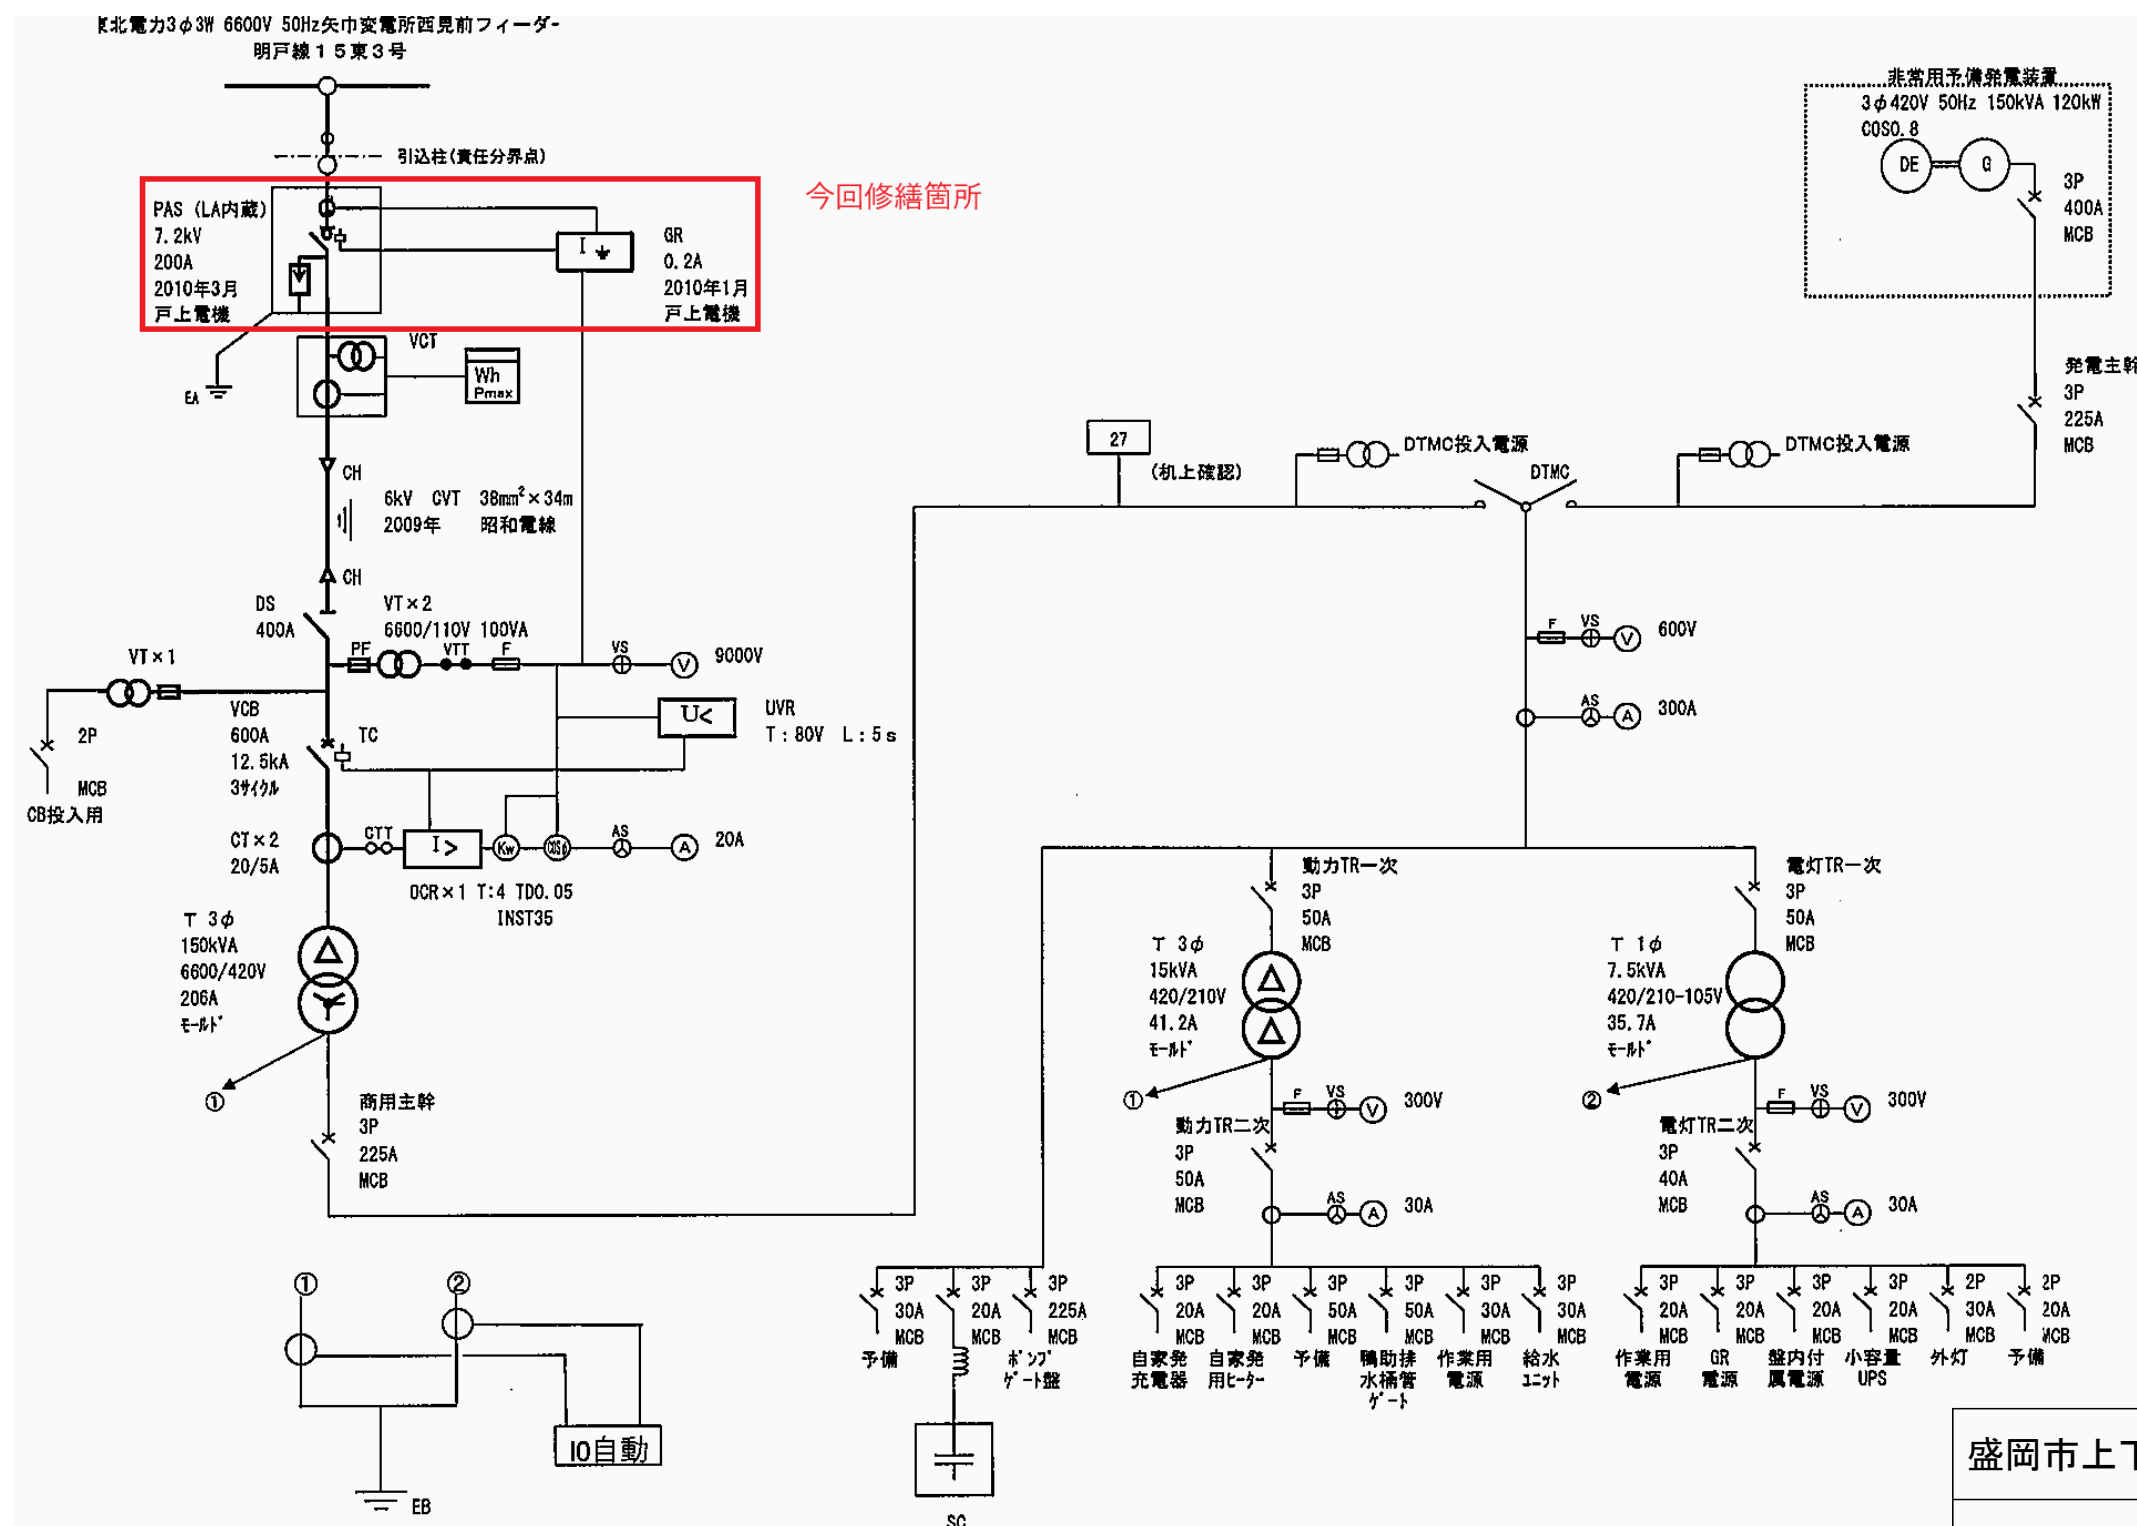 北電力3φ3W 6600V 50Hz矢巾変電所西見前フィーダー
明戸線15東3号
引込柱(責任分界点)
今回修繕箇所
PAS (LA内蔵)
7.2kV
200A
2010年3月
戸上電機
I
GR
0.2A
2010年1月
戸上電機
EA
VCT
Wh
Pmax
CH
6kV CVT 38mm²×34m
2009年 昭和電線
CH
DS
400A
VT×2
6600/110V 100VA
PF
VTT
F
VS
V
9000V
VT×1
2P
MCB
CB投入用
VCB
600A
12.5kA
3サイクル
TC
U<
UVR
T:80V L:5s
CT×2
20/5A
CTT
I>
Kw
COSφ
AS
A
20A
OCR×1 T:4 TD0.05
INST35
T 3φ
150kVA
6600/420V
206A
モールド
①
商用主幹
3P
225A
MCB
①
②
IO自動
EB
非常用予備発電装置
3φ420V 50Hz 150kVA 120kW
COS0.8
DE
G
3P
400A
MCB
発電主幹
3P
225A
MCB
27
(机上確認)
DTMC投入電源
DTMC
DTMC投入電源
F
VS
V
600V
AS
A
300A
動力TR一次
3P
50A
MCB
T 3φ
15kVA
420/210V
41.2A
モールド
①
F
VS
V
300V
動力TR二次
3P
50A
MCB
AS
A
30A
電灯TR一次
3P
50A
MCB
T 1φ
7.5kVA
420/210-105V
35.7A
モールド
②
F
VS
V
300V
電灯TR二次
3P
40A
MCB
AS
A
30A
3P
30A
MCB
予備
3P
20A
MCB
SC
3P
225A
MCB
ポンプ
ゲート盤
3P
20A
MCB
自家発
充電器
3P
20A
MCB
自家発
用ヒーター
3P
50A
MCB
予備
3P
50A
MCB
鴨助排
水桶管
ゲート
3P
30A
MCB
作業用
電源
3P
30A
MCB
給水
ユニット
3P
20A
MCB
作業用
電源
3P
20A
MCB
GR
電源
3P
20A
MCB
盤内付
属電源
3P
20A
MCB
小容量
UPS
2P
30A
MCB
外灯
2P
20A
MCB
予備
盛岡市上